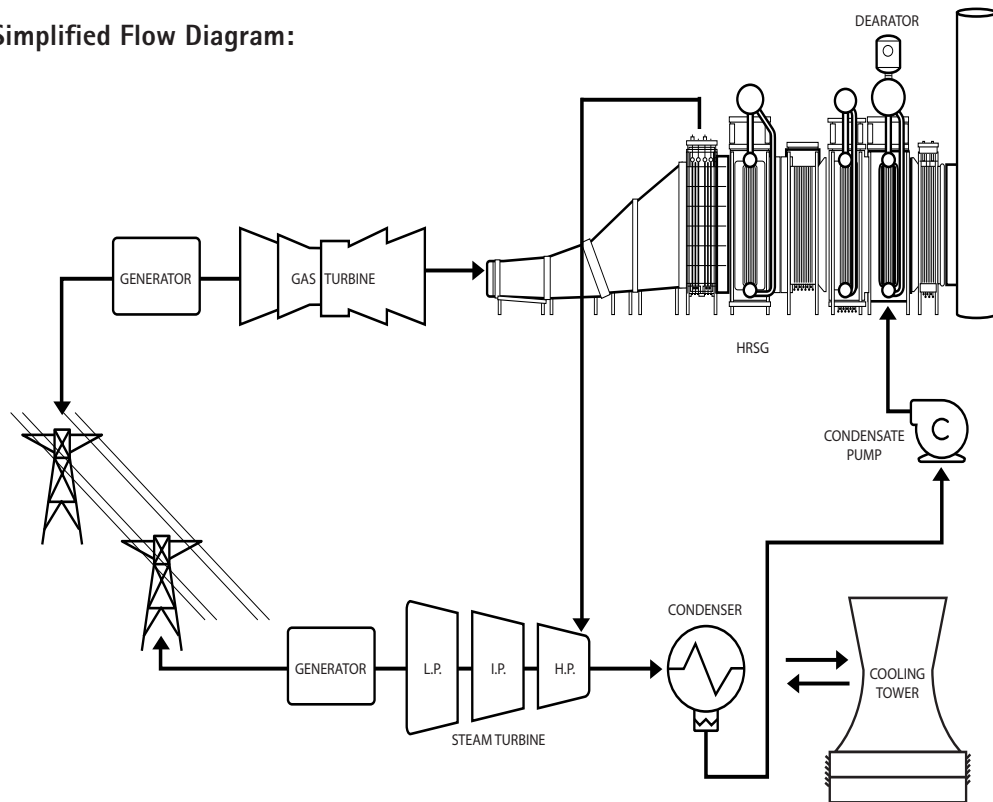 Simplified Flow Diagram:
DEARATOR
GENERATOR
GAS TURBINE
HRSG
CONDENSATE
PUMP
C
CONDENSER
GENERATOR
L.P.
I.P.
H.P.
COOLING
TOWER
STEAM TURBINE